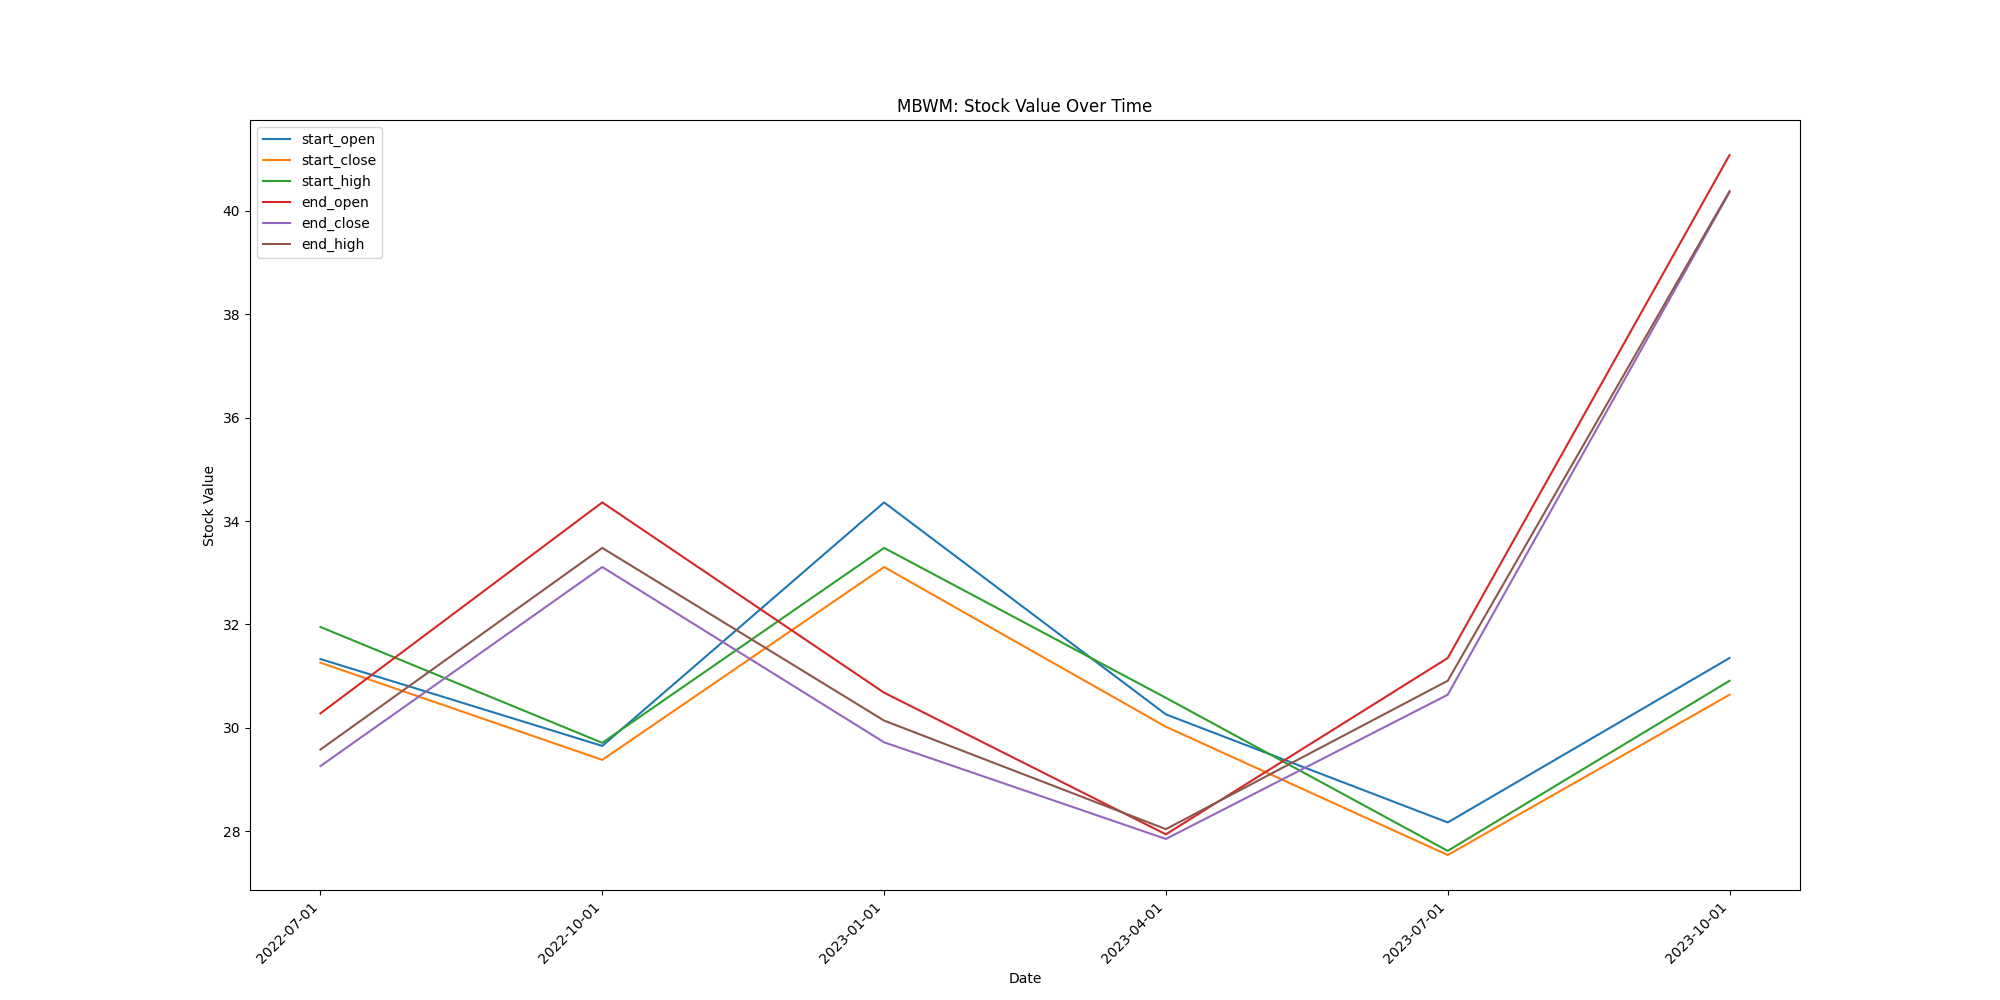 MBWM: Stock Value Over Time
start_open
start_close
start_high
end_open
end_close
end_high
40
38
36
34
32
30
28
Stock Value
2022-07-01
2022-10-01
2023-01-01
2023-04-01
2023-07-01
2023-10-01
Date